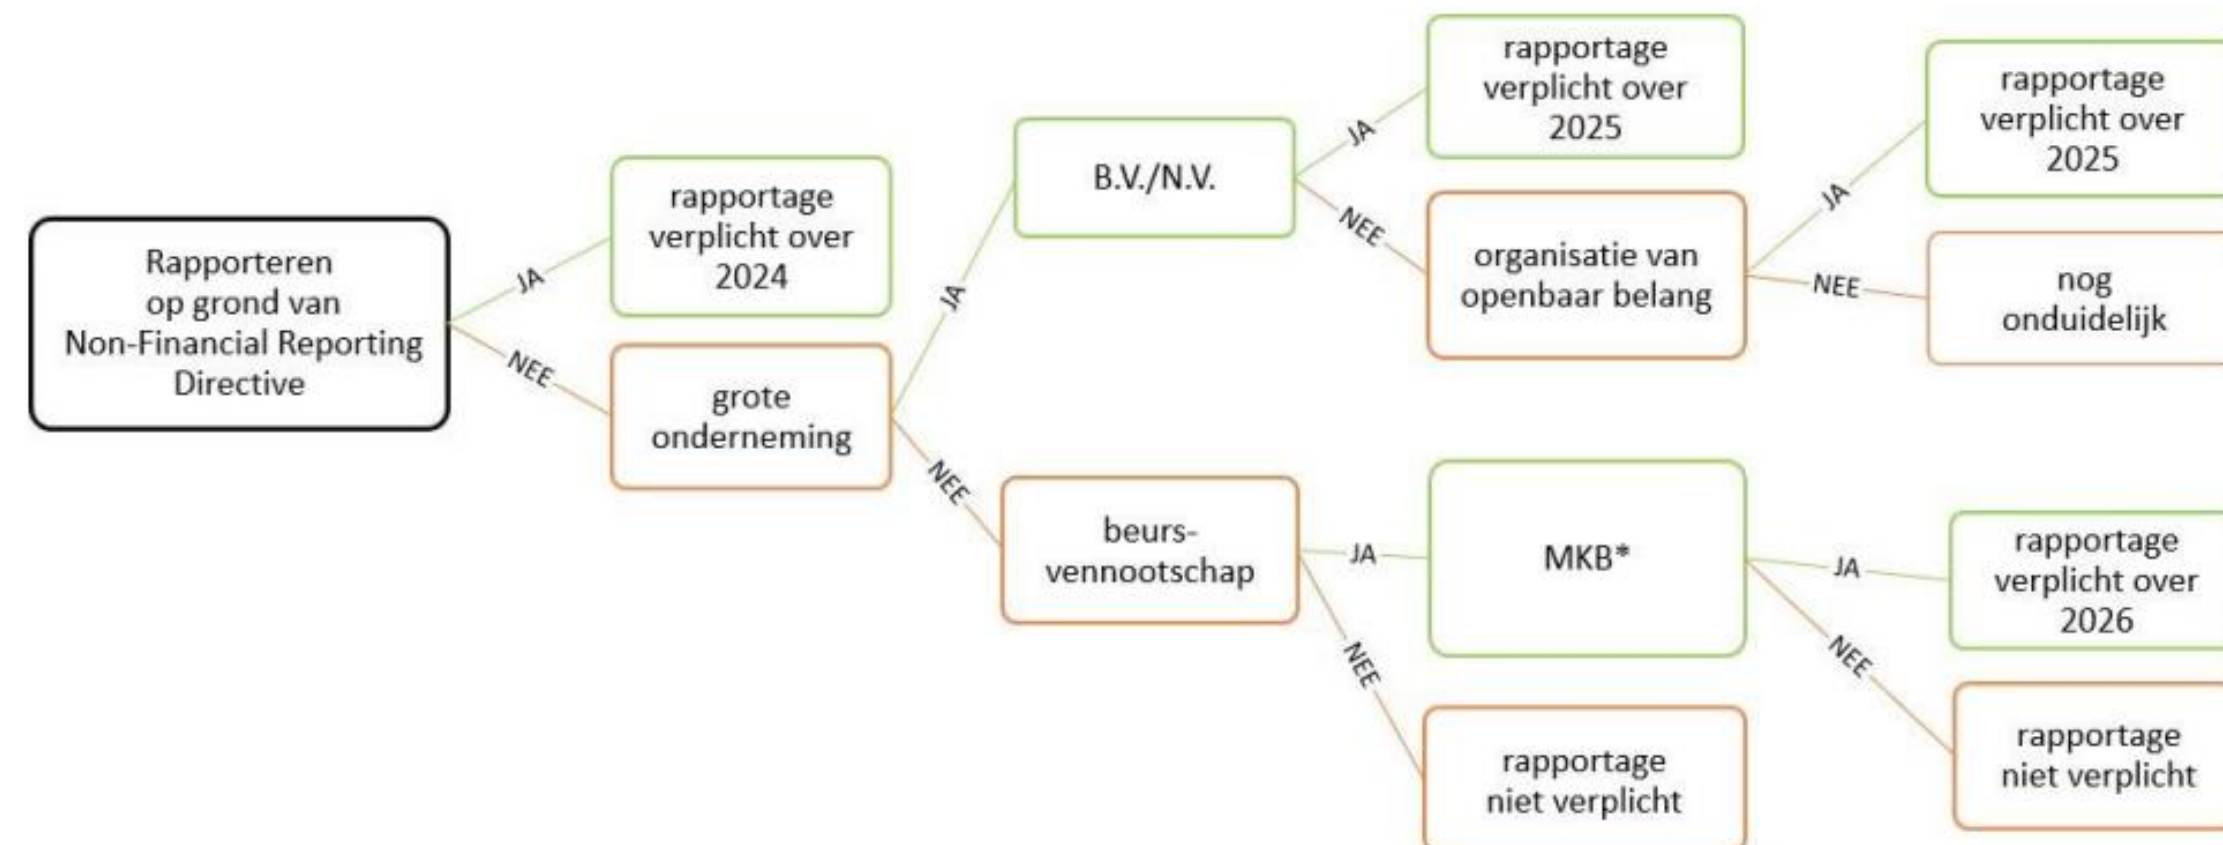 Rapporteren
op grond van
Non-Financial Reporting
Directive
JA
NEE
rapportage
verplicht over
2024
grote
onderneming
JA
NEE
B.V./N.V.
JA
NEE
rapportage
verplicht over
2025
organisatie van
openbaar belang
JA
NEE
rapportage
verplicht over
2025
nog
onduidelijk
beurs-
vennootschap
JA
NEE
MKB*
JA
NEE
rapportage
verplicht over
2026
rapportage
niet verplicht
rapportage
niet verplicht